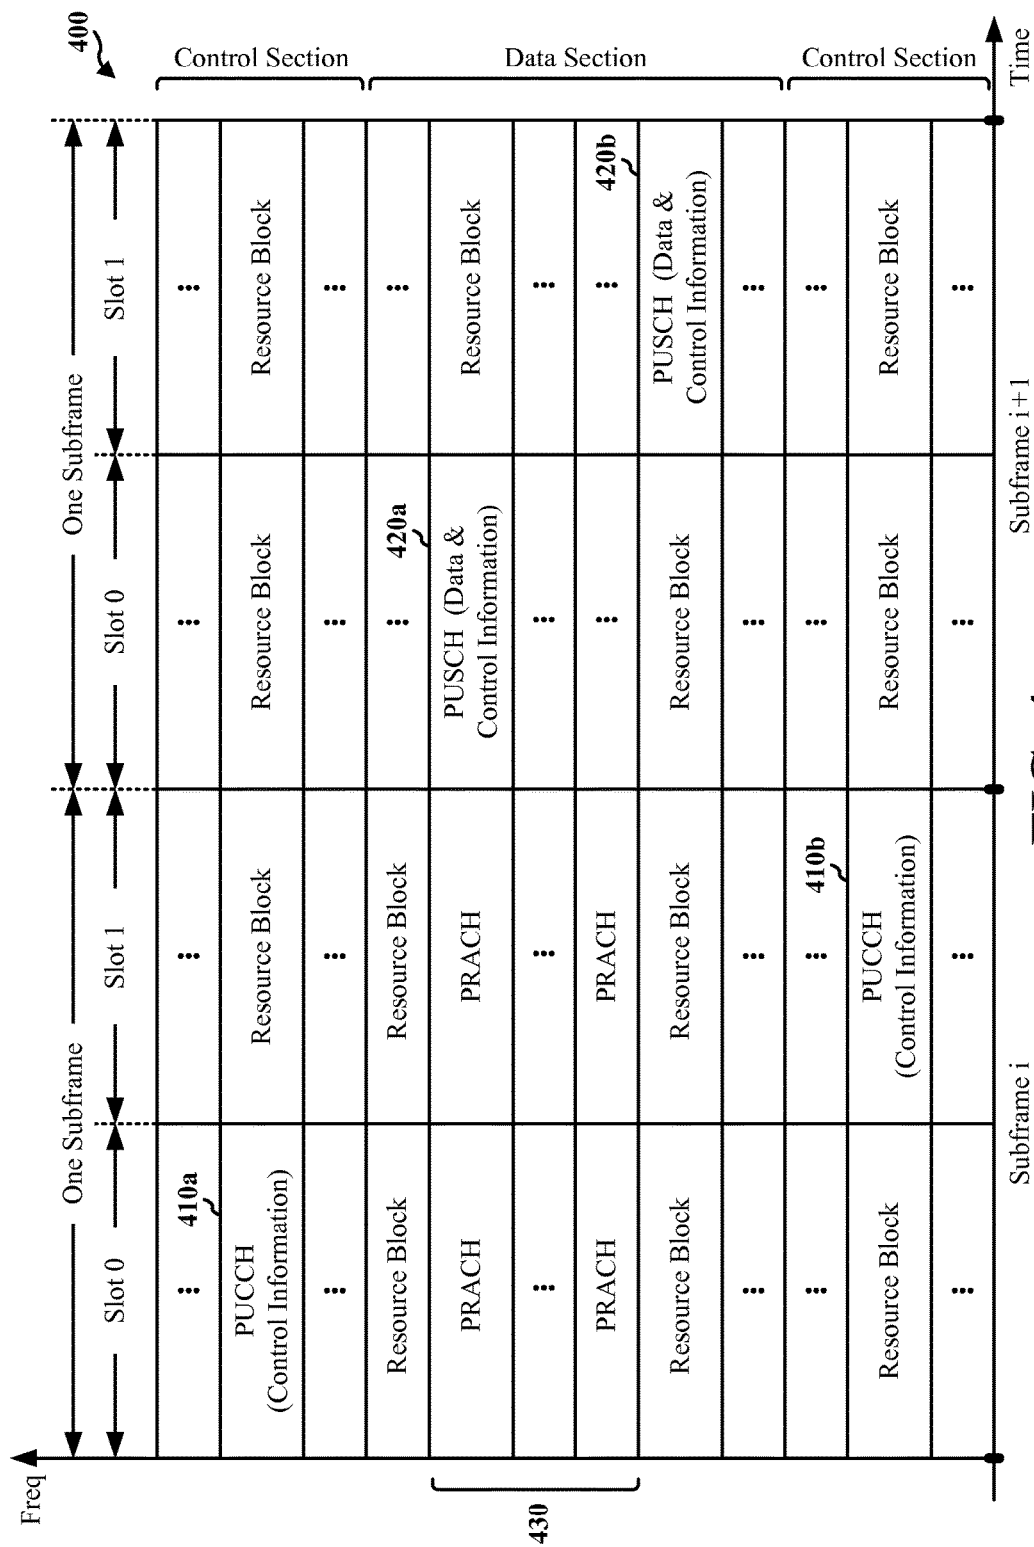 400
Freq
One Subframe
One Subframe
Slot 0
Slot 1
Slot 0
Slot 1
Control Section
Data Section
Control Section
... ... ... ...
410a
PUCCH
(Control Information)
Resource Block
Resource Block
Resource Block
... ... ... ...
Resource Block
Resource Block
... ...
420a
430
PRACH
PRACH
PUSCH (Data &
Control Information)
Resource Block
... ... ... ...
PRACH
PRACH
... ...
420b
Resource Block
Resource Block
Resource Block
PUSCH (Data &
Control Information)
... ... ... ...
... ... ... ...
410b
Resource Block
PUCCH
(Control Information)
Resource Block
Resource Block
... ... ... ...
Time
Subframe i
Subframe i+1